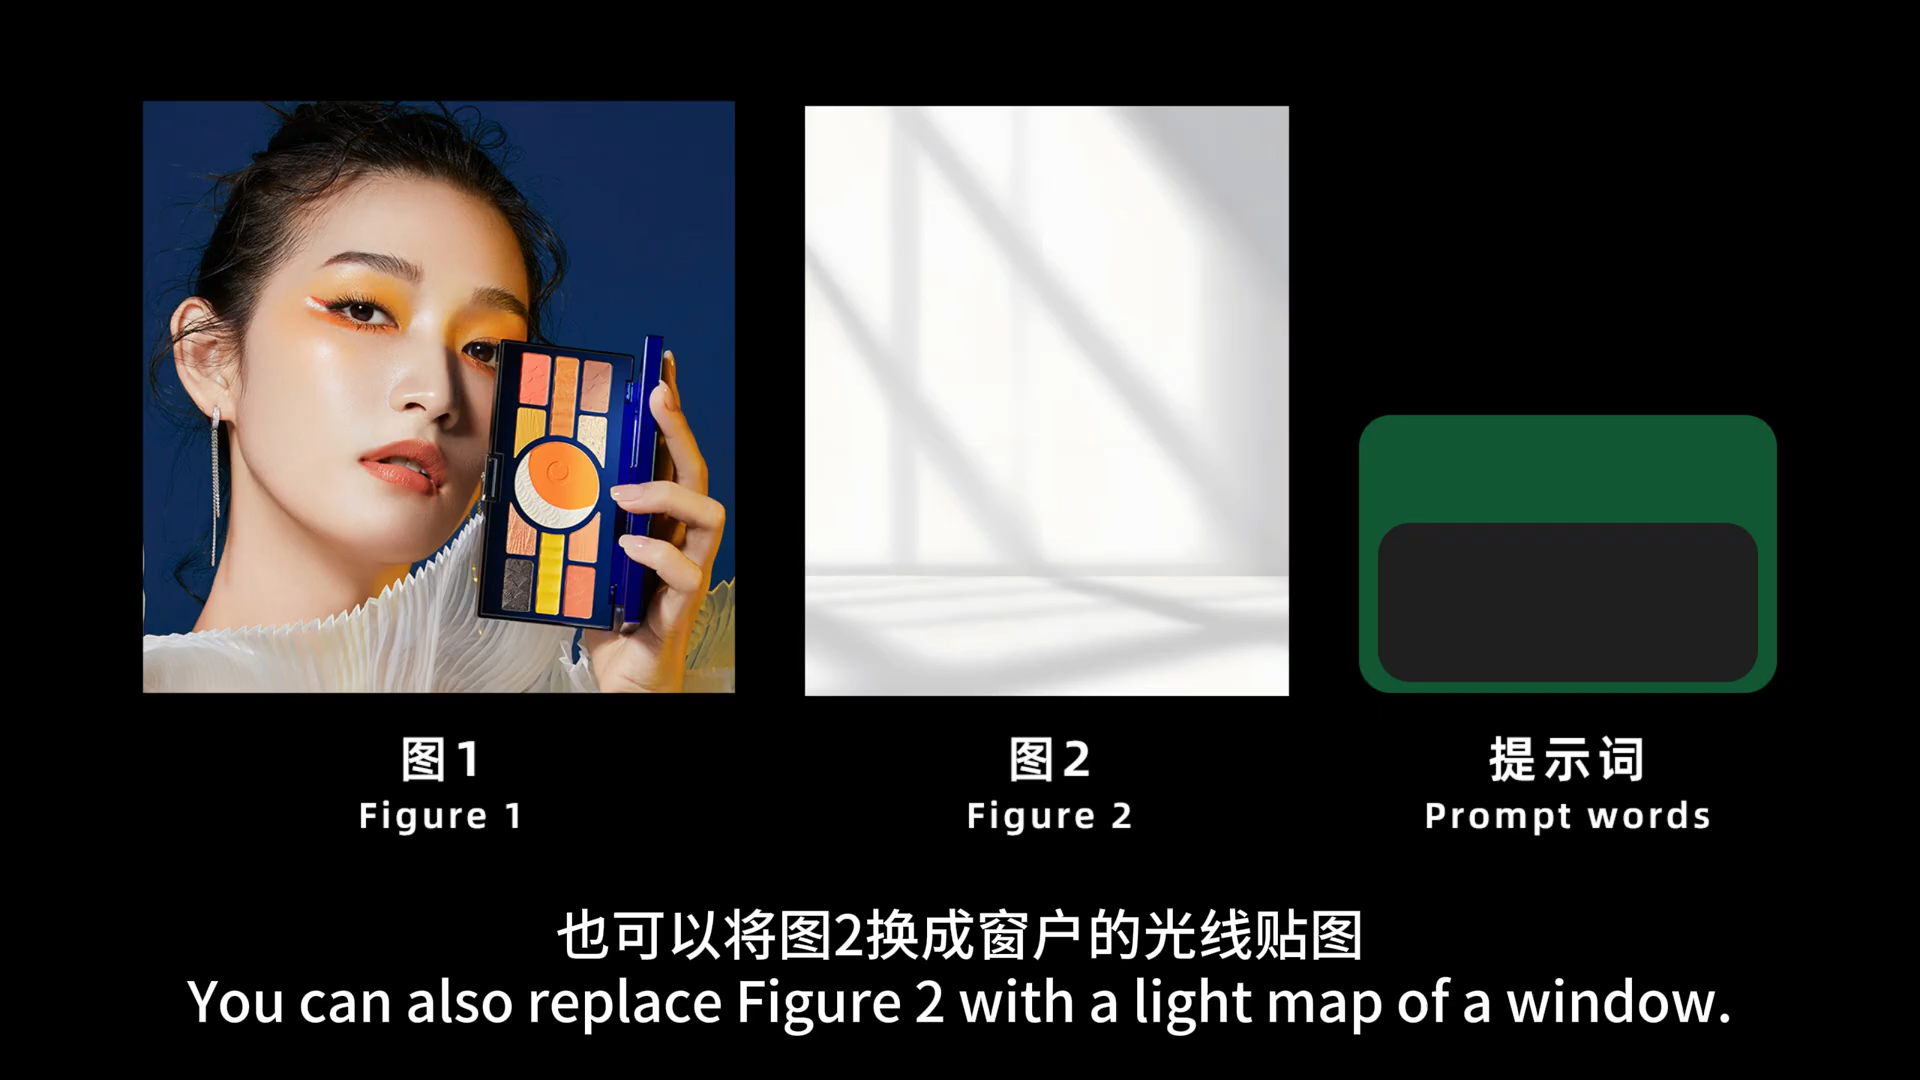 图1
Figure 1
图2
Figure 2
提示词
Prompt words
也可以将图2换成窗户的光线贴图
You can also replace Figure 2 with a light map of a window.